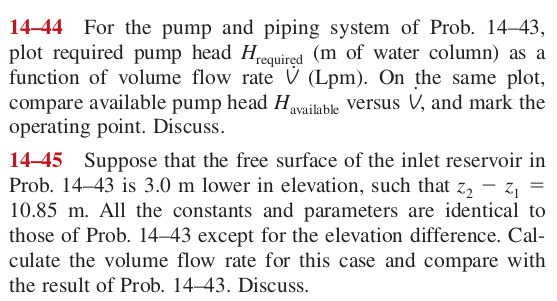 14–44 For the pump and piping system of Prob. 14–43,
plot required pump head H_required (m of water column) as a
function of volume flow rate V̇ (Lpm). On the same plot,
compare available pump head H_available versus V̇, and mark the
operating point. Discuss.
14–45 Suppose that the free surface of the inlet reservoir in
Prob. 14–43 is 3.0 m lower in elevation, such that z₂ − z₁ =
10.85 m. All the constants and parameters are identical to
those of Prob. 14–43 except for the elevation difference. Cal-
culate the volume flow rate for this case and compare with
the result of Prob. 14–43. Discuss.